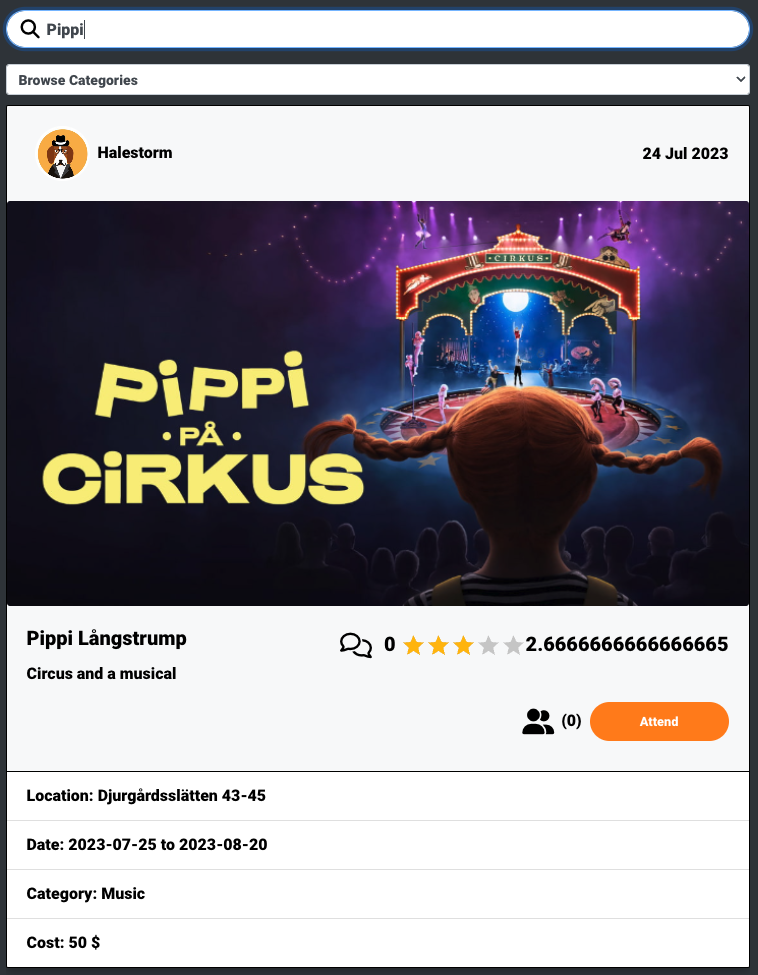 Pippi
Browse Categories
Halestorm
24 Jul 2023
CIRKUS
PiPPi
• PÅ •
CiRKUS
Pippi Långstrump
0
2.6666666666666665
Circus and a musical
(0)
Attend
Location: Djurgårdsslätten 43-45
Date: 2023-07-25 to 2023-08-20
Category: Music
Cost: 50 $